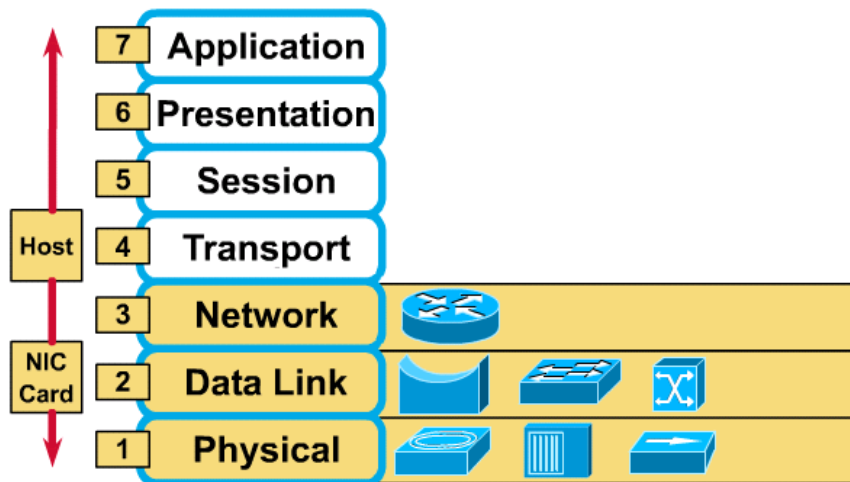 7 Application
6 Presentation
5 Session
Host
4 Transport
3 Network
NIC
Card
2 Data Link
1 Physical